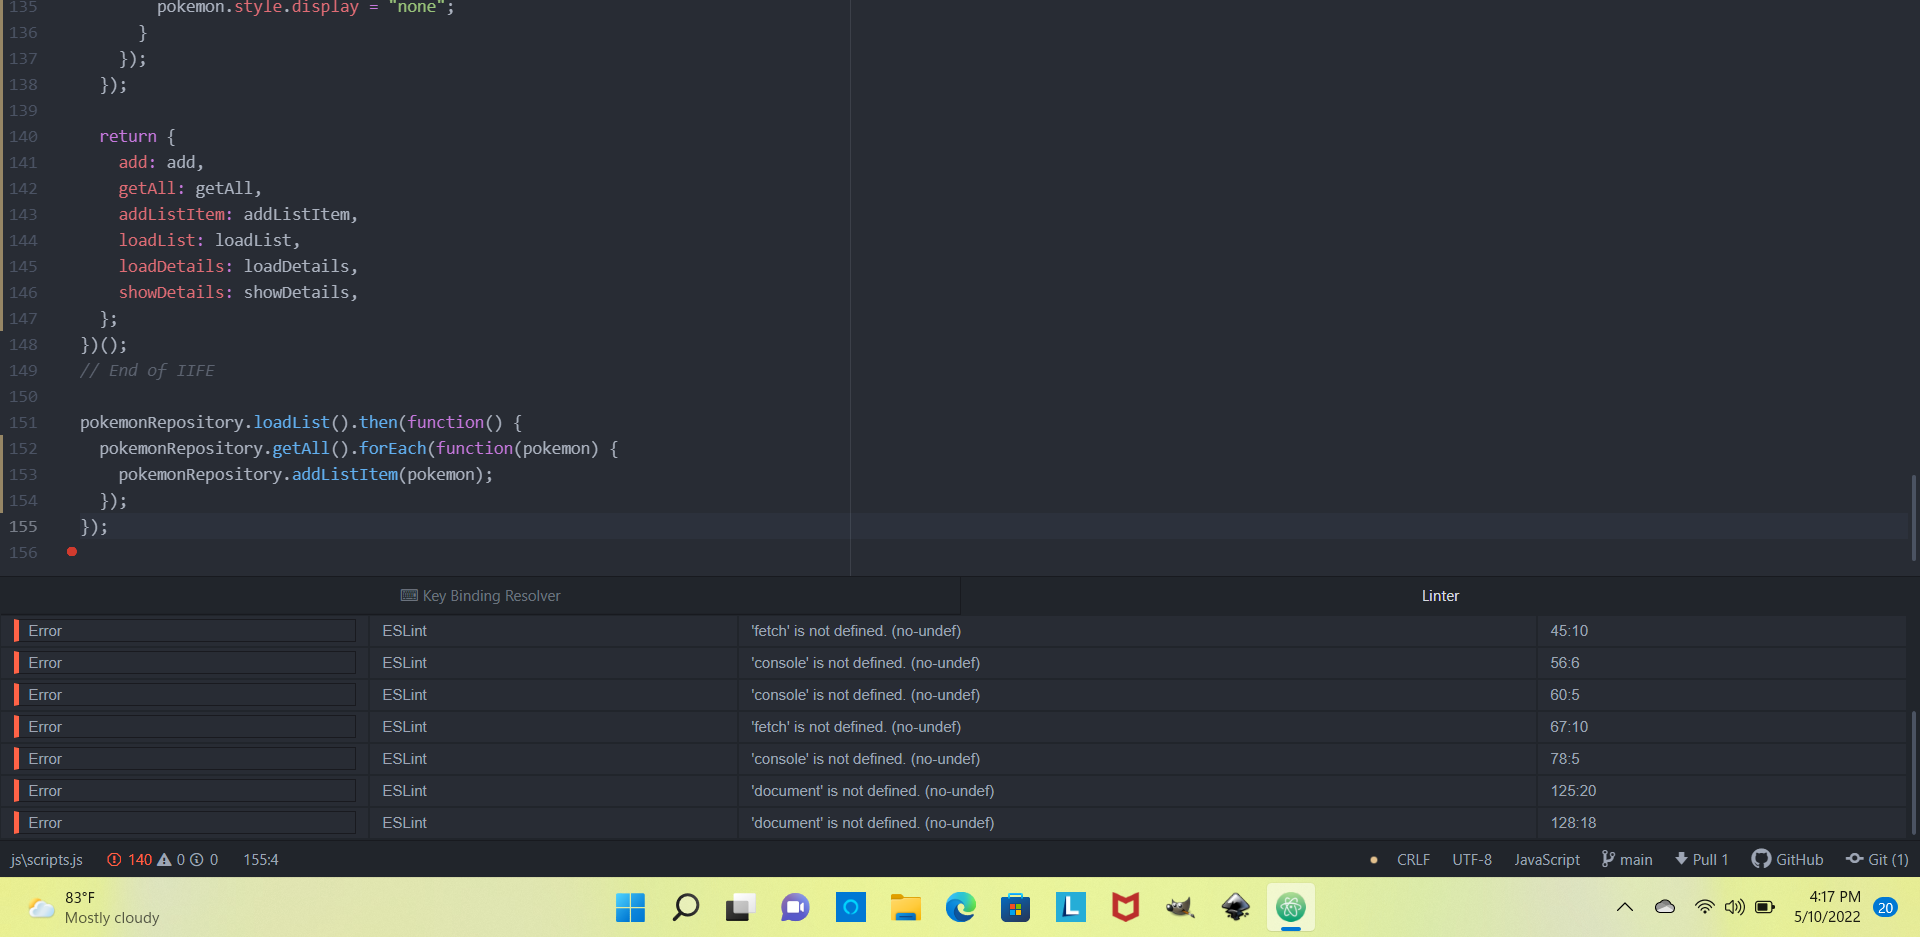 135 pokemon.style.display = "none";
136 }
137 });
138 });
139
140 return {
141 add: add,
142 getAll: getAll,
143 addListItem: addListItem,
144 loadList: loadList,
145 loadDetails: loadDetails,
146 showDetails: showDetails,
147 };
148 })();
149 // End of IIFE
150
151 pokemonRepository.loadList().then(function() {
152 pokemonRepository.getAll().forEach(function(pokemon) {
153 pokemonRepository.addListItem(pokemon);
154 });
155 });
156
Key Binding Resolver Linter
Error ESLint 'fetch' is not defined. (no-undef) 45:10
Error ESLint 'console' is not defined. (no-undef) 56:6
Error ESLint 'console' is not defined. (no-undef) 60:5
Error ESLint 'fetch' is not defined. (no-undef) 67:10
Error ESLint 'console' is not defined. (no-undef) 78:5
Error ESLint 'document' is not defined. (no-undef) 125:20
Error ESLint 'document' is not defined. (no-undef) 128:18
js\scripts.js 140 0 0 155:4 CRLF UTF-8 JavaScript main Pull 1 GitHub Git (1)
83°F
Mostly cloudy
L
4:17 PM
5/10/2022
20